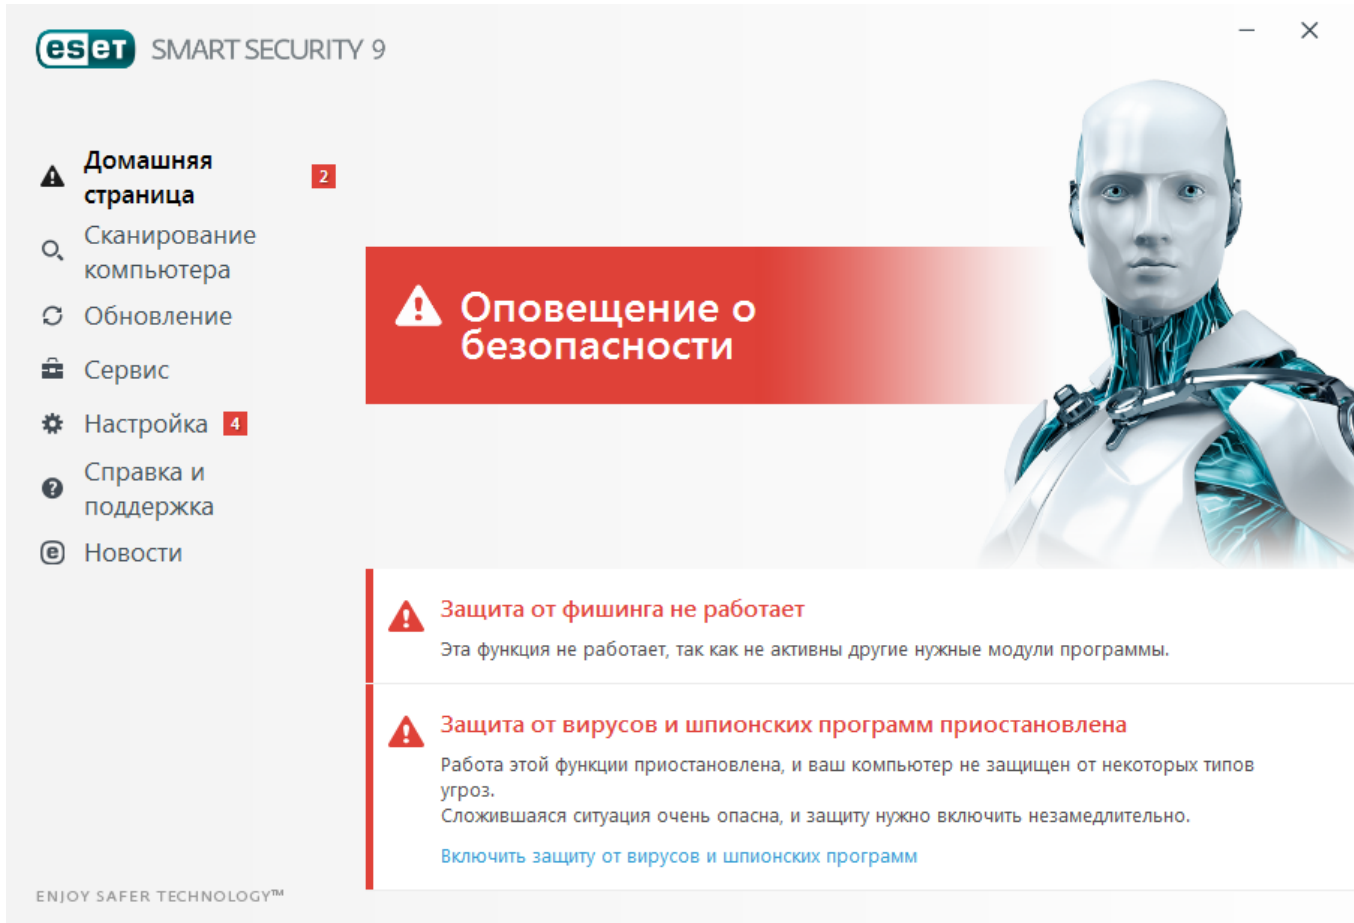 eset SMART SECURITY 9
Домашняя
страница
2
Сканирование
компьютера
Обновление
Сервис
Настройка 4
Справка и
поддержка
Новости
Оповещение о
безопасности
Защита от фишинга не работает
Эта функция не работает, так как не активны другие нужные модули программы.
Защита от вирусов и шпионских программ приостановлена
Работа этой функции приостановлена, и ваш компьютер не защищен от некоторых типов
угроз.
Сложившаяся ситуация очень опасна, и защиту нужно включить незамедлительно.
Включить защиту от вирусов и шпионских программ
ENJOY SAFER TECHNOLOGY™